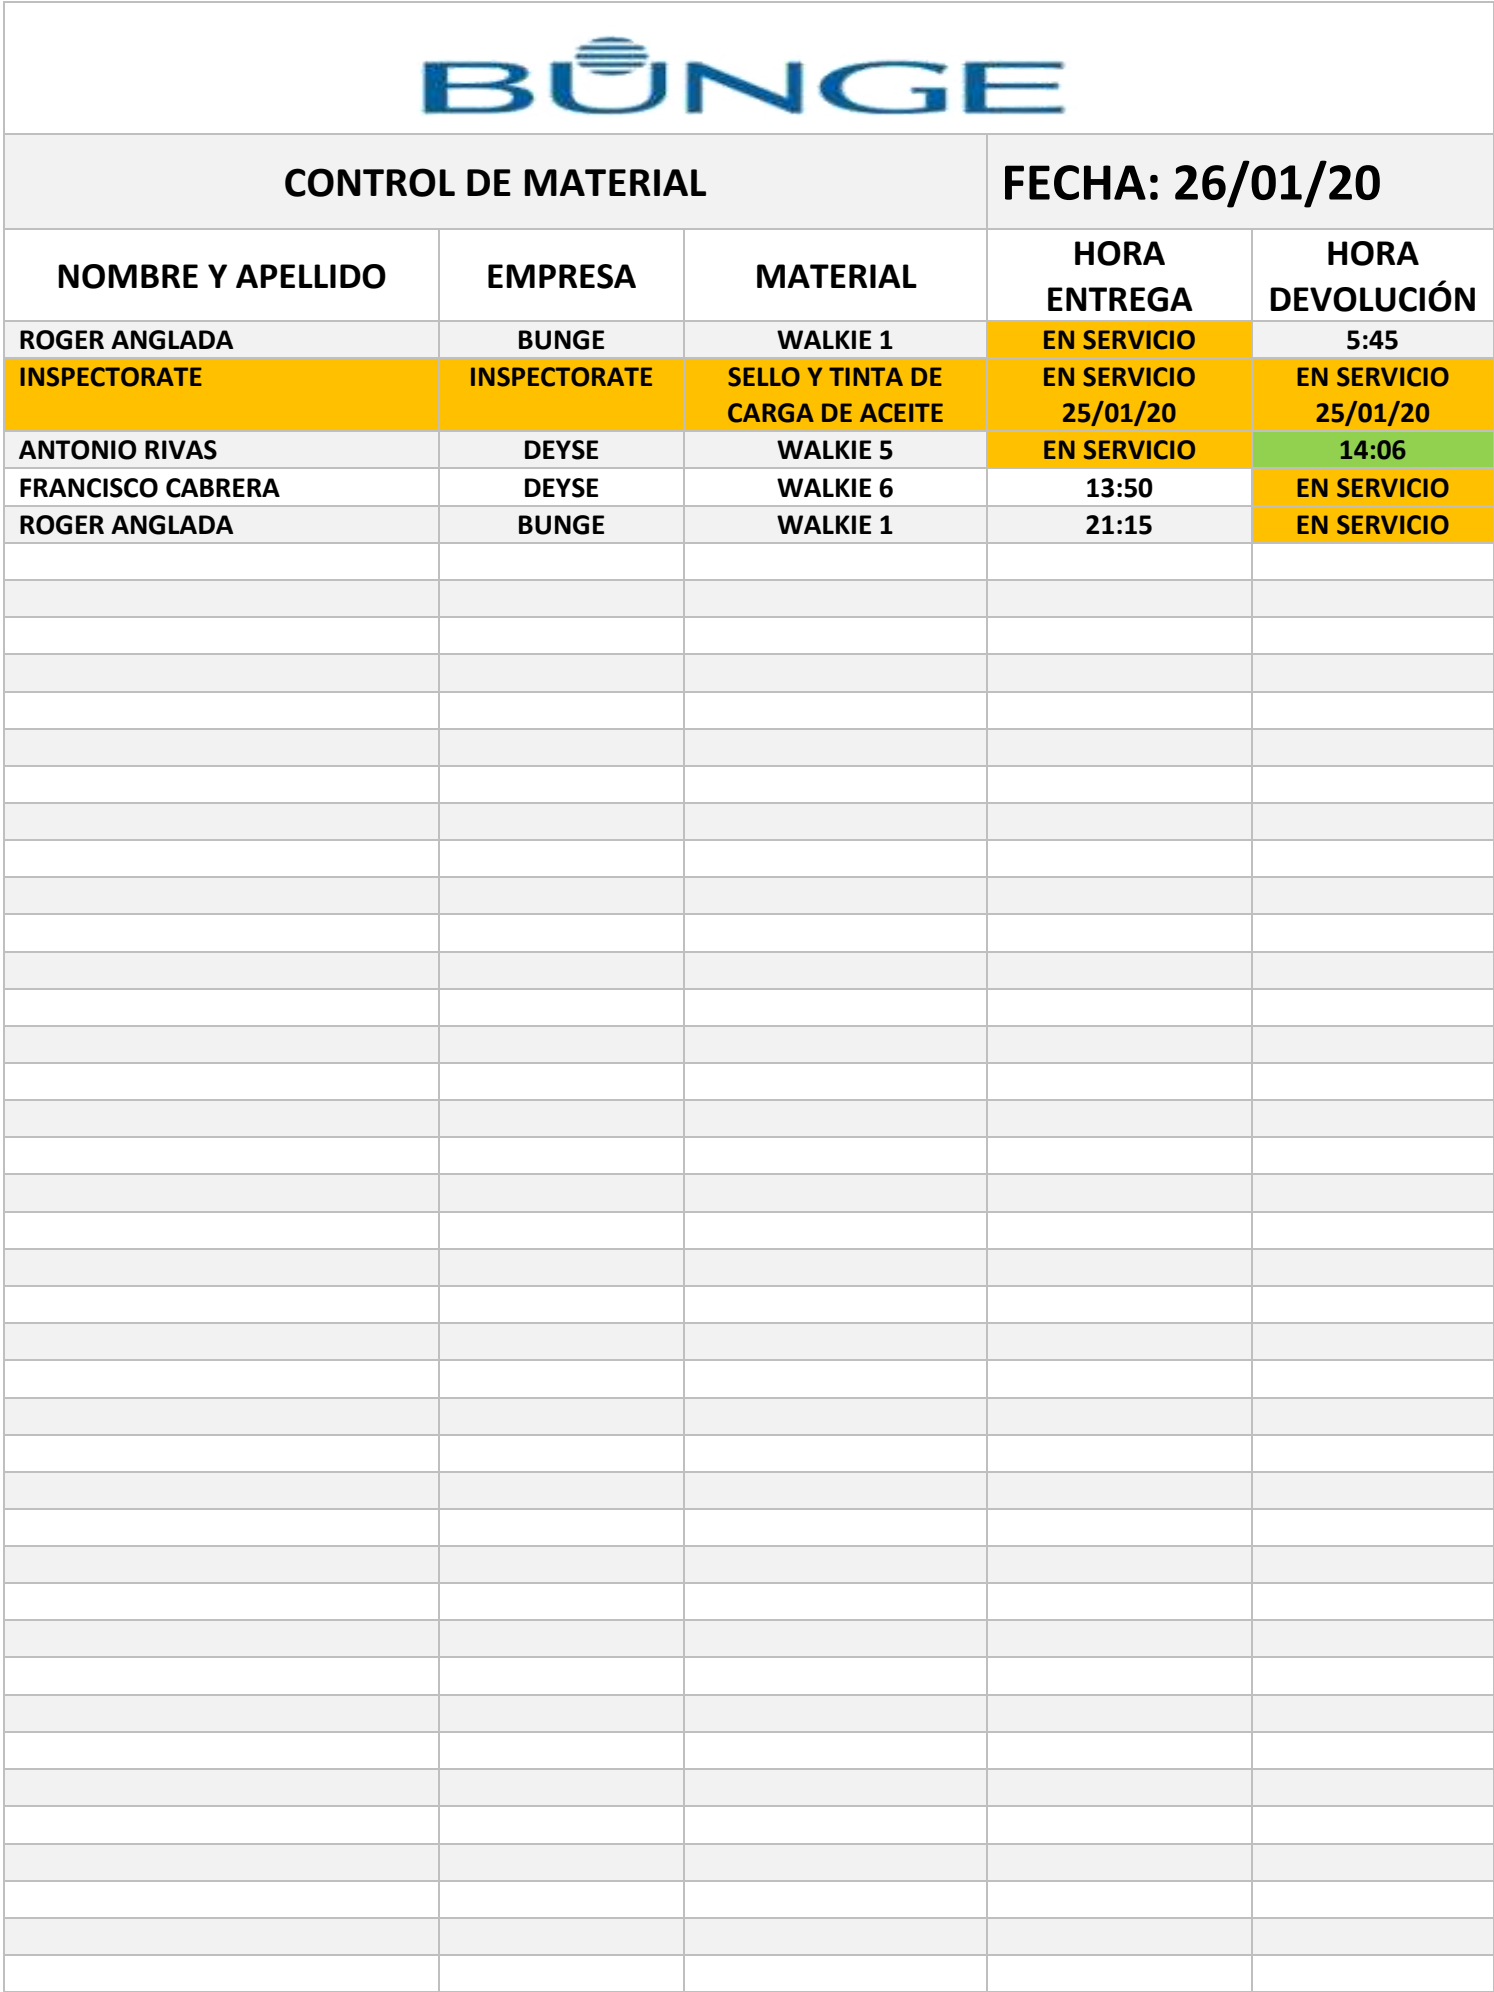 BUNGE
CONTROL DE MATERIAL
FECHA: 26/01/20
NOMBRE Y APELLIDO EMPRESA MATERIAL HORA ENTREGA HORA DEVOLUCIÓN
ROGER ANGLADA BUNGE WALKIE 1 EN SERVICIO 5:45
INSPECTORATE INSPECTORATE SELLO Y TINTA DE EN SERVICIO EN SERVICIO
CARGA DE ACEITE 25/01/20 25/01/20
ANTONIO RIVAS DEYSE WALKIE 5 EN SERVICIO 14:06
FRANCISCO CABRERA DEYSE WALKIE 6 13:50 EN SERVICIO
ROGER ANGLADA BUNGE WALKIE 1 21:15 EN SERVICIO